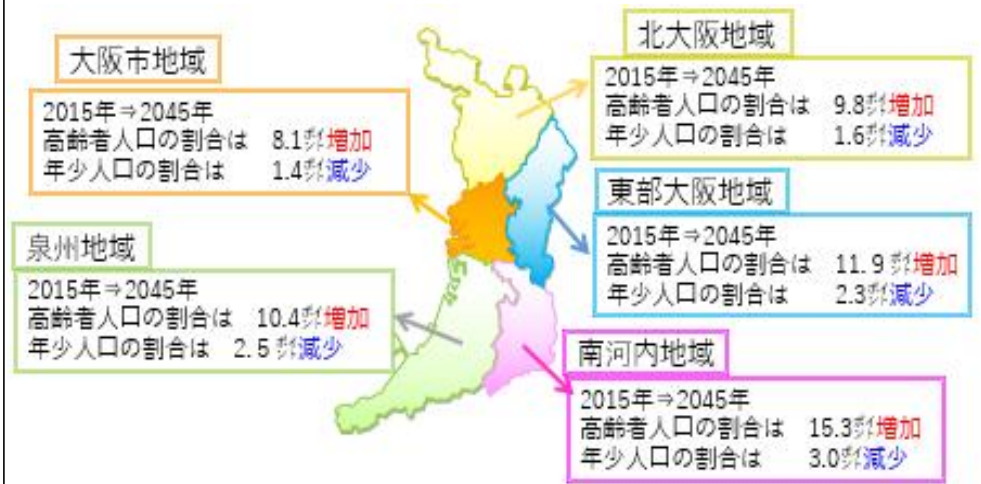 大阪市地域
2015年⇒2045年
高齢者人口の割合は 8.1㌽増加
年少人口の割合は 1.4㌽減少
北大阪地域
2015年⇒2045年
高齢者人口の割合は 9.8㌽増加
年少人口の割合は 1.6㌽減少
東部大阪地域
2015年⇒2045年
高齢者人口の割合は 11.9㌽増加
年少人口の割合は 2.3㌽減少
泉州地域
2015年⇒2045年
高齢者人口の割合は 10.4㌽増加
年少人口の割合は 2.5㌽減少
南河内地域
2015年⇒2045年
高齢者人口の割合は 15.3㌽増加
年少人口の割合は 3.0㌽減少